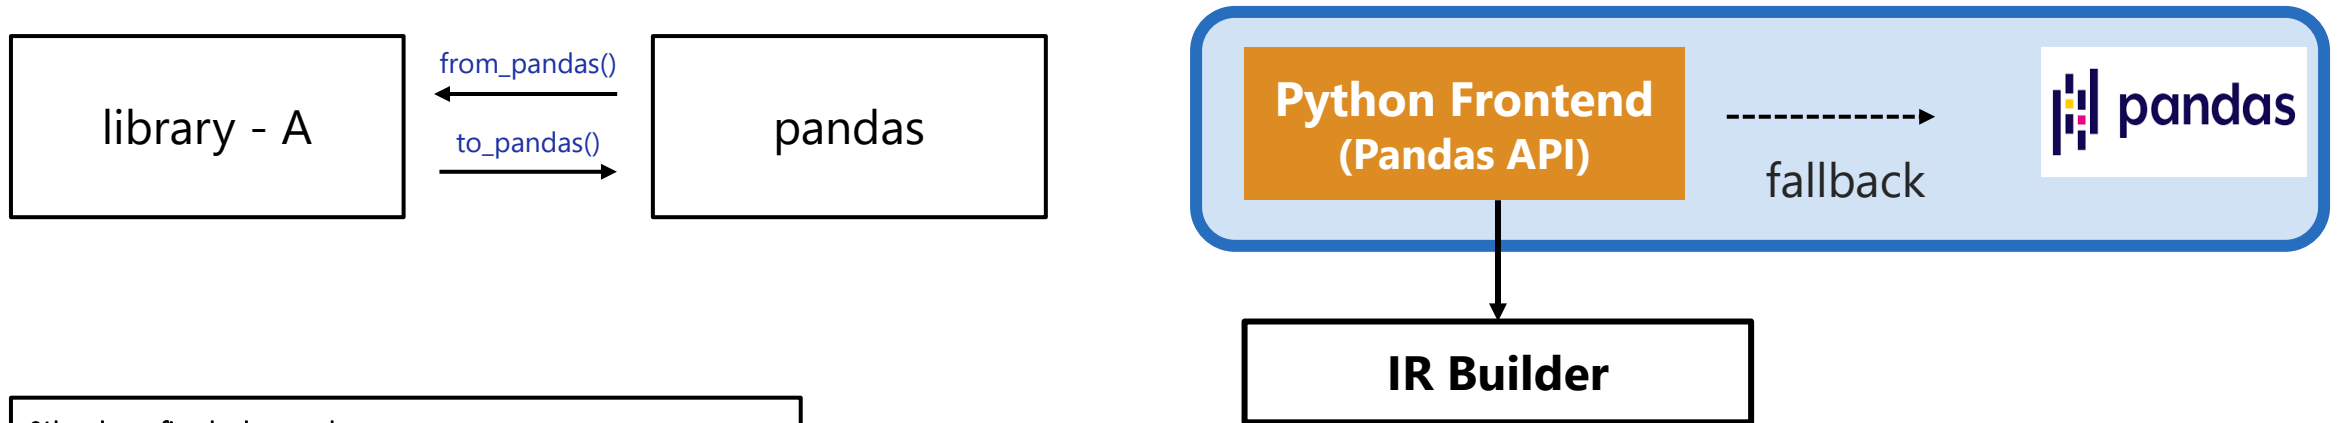 from_pandas()
library - A
to_pandas()
pandas
Python Frontend
(Pandas API)
fallback
pandas
IR Builder